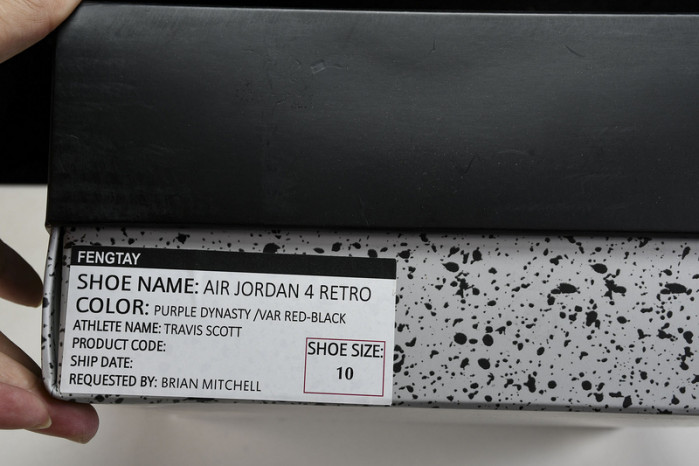 FENGTAY
SHOE NAME: AIR JORDAN 4 RETRO
COLOR: PURPLE DYNASTY /VAR RED-BLACK
ATHLETE NAME: TRAVIS SCOTT
PRODUCT CODE:
SHIP DATE:
REQUESTED BY: BRIAN MITCHELL
SHOE SIZE:
10